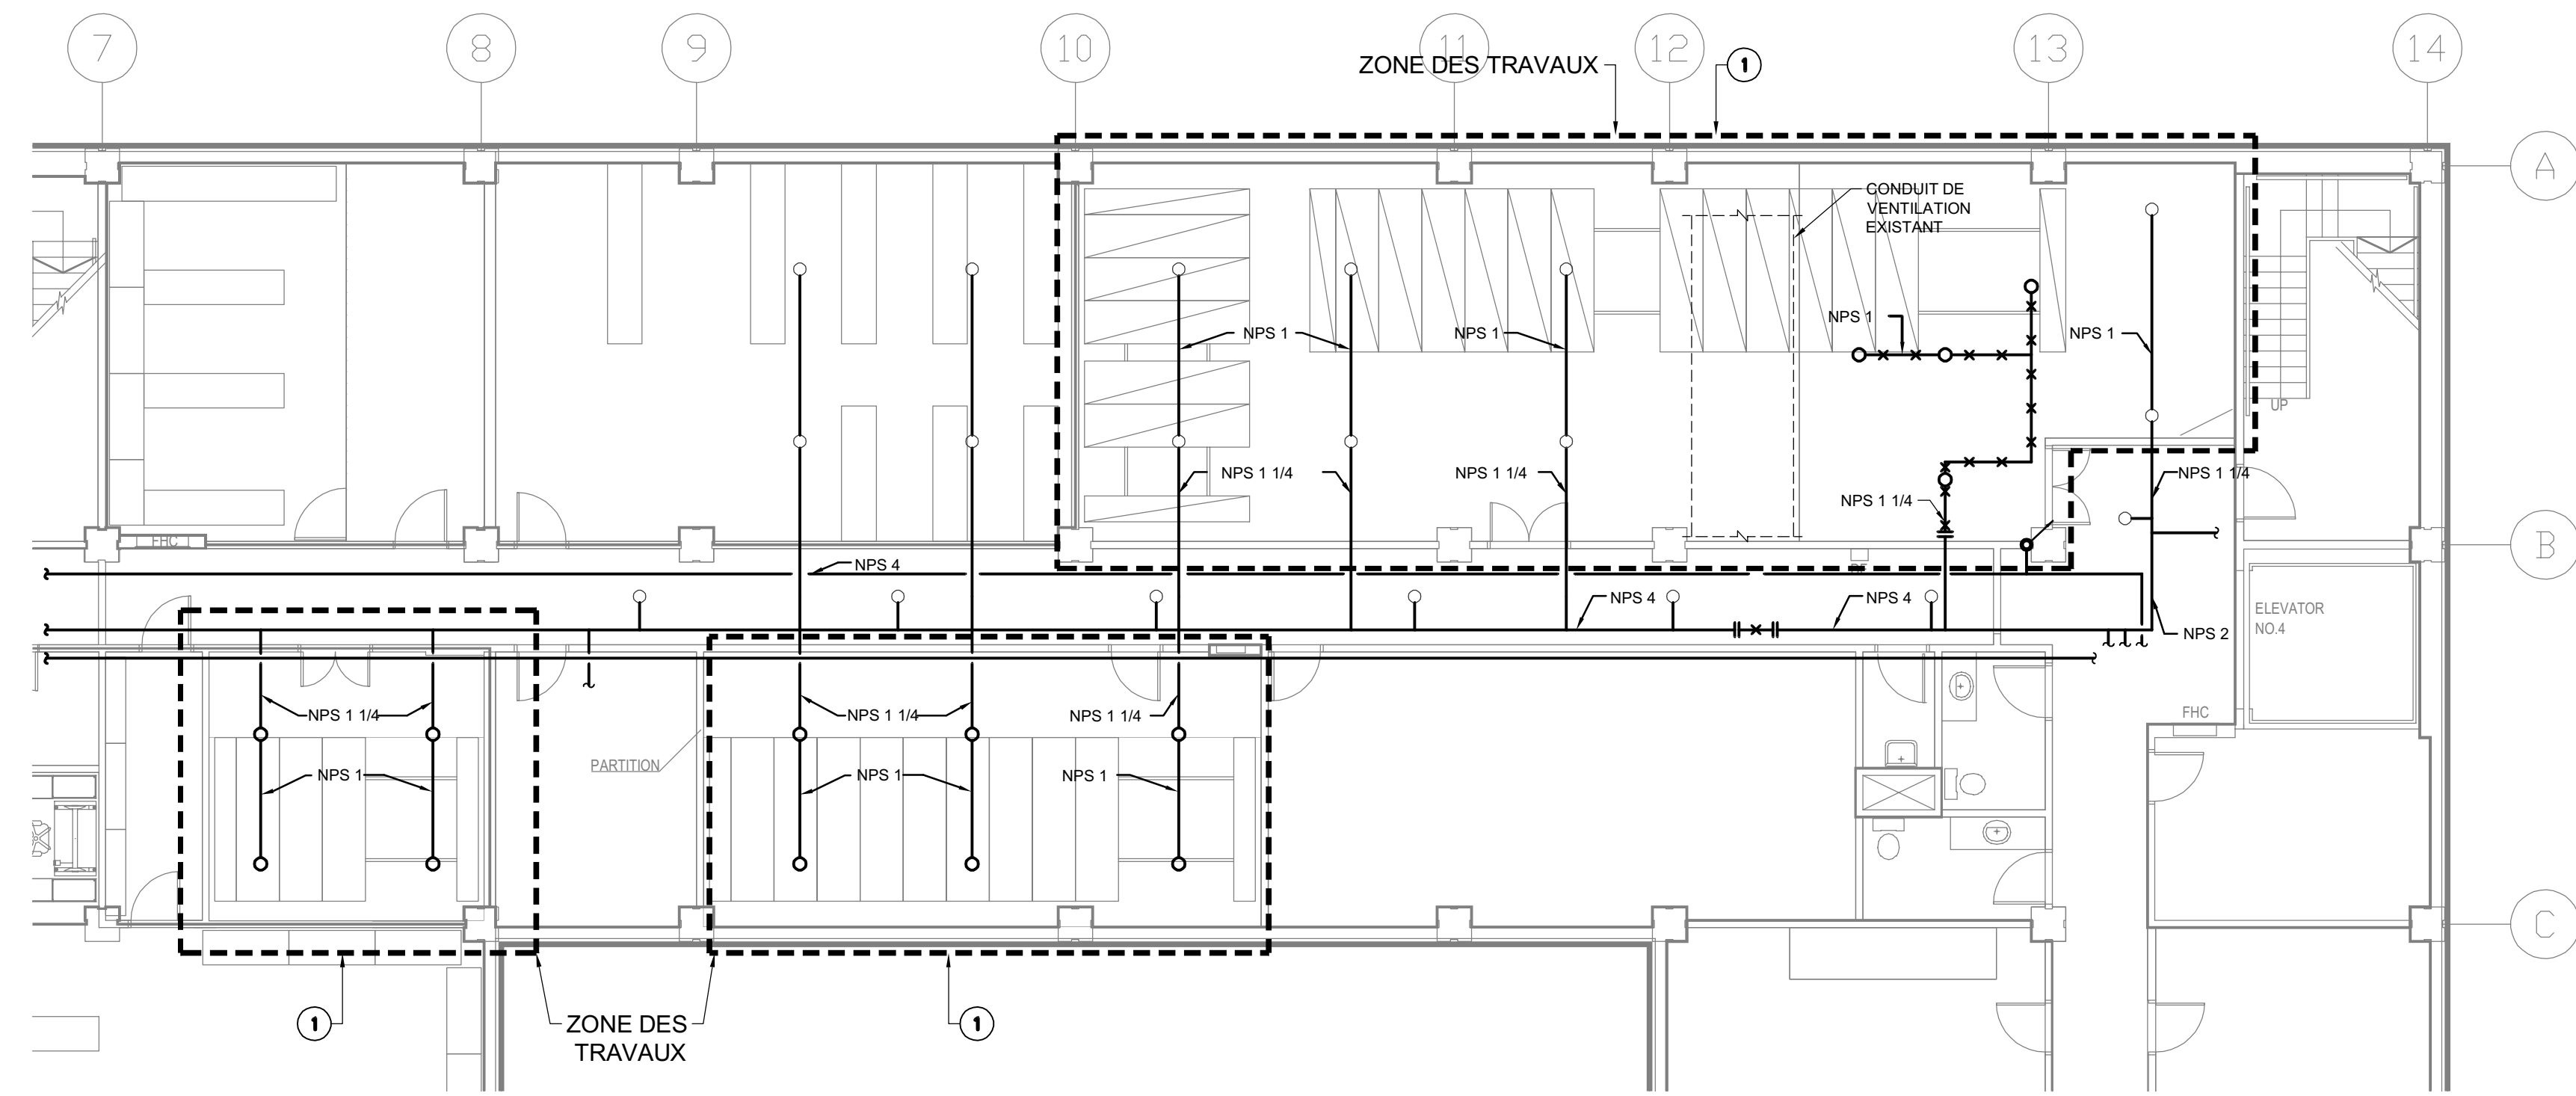 7
8
9
10
11
12
13
14
ZONE DES TRAVAUX
1
A
CONDUIT DE
VENTILATION
EXISTANT
NPS 1
NPS 1
NPS 1
NPS 1
UP
NPS 1 1/4
NPS 1 1/4
NPS 1 1/4
NPS 1 1/4
FHC
B
NPS 4
NPS 4
NPS 4
ELEVATOR
NO.4
NPS 2
NPS 1 1/4
NPS 1 1/4
NPS 1 1/4
FHC
PARTITION
NPS 1
NPS 1
NPS 1
C
1
ZONE DES
TRAVAUX
1